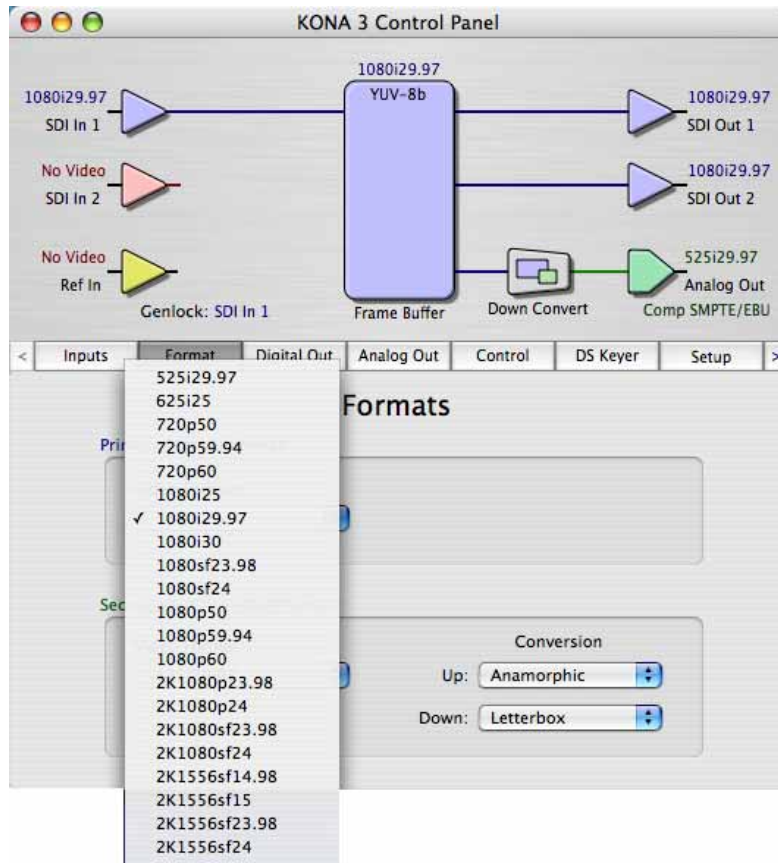 KONA 3 Control Panel
1080i29.97
1080i29.97
SDI In 1
YUV-8b
1080i29.97
SDI Out 1
No Video
SDI In 2
1080i29.97
SDI Out 2
No Video
Ref In
525i29.97
Analog Out
Genlock: SDI In 1
Frame Buffer
Down Convert
Comp SMPTE/EBU
< Inputs Format Digital Out Analog Out Control DS Keyer Setup >
Formats
Pri
Sec
525i29.97
625i25
720p50
720p59.94
720p60
1080i25
✓ 1080i29.97
1080i30
1080sf23.98
1080sf24
1080p50
1080p59.94
1080p60
2K1080p23.98
2K1080p24
2K1080sf23.98
2K1080sf24
2K1556sf14.98
2K1556sf15
2K1556sf23.98
2K1556sf24
Conversion
Up: Anamorphic
Down: Letterbox